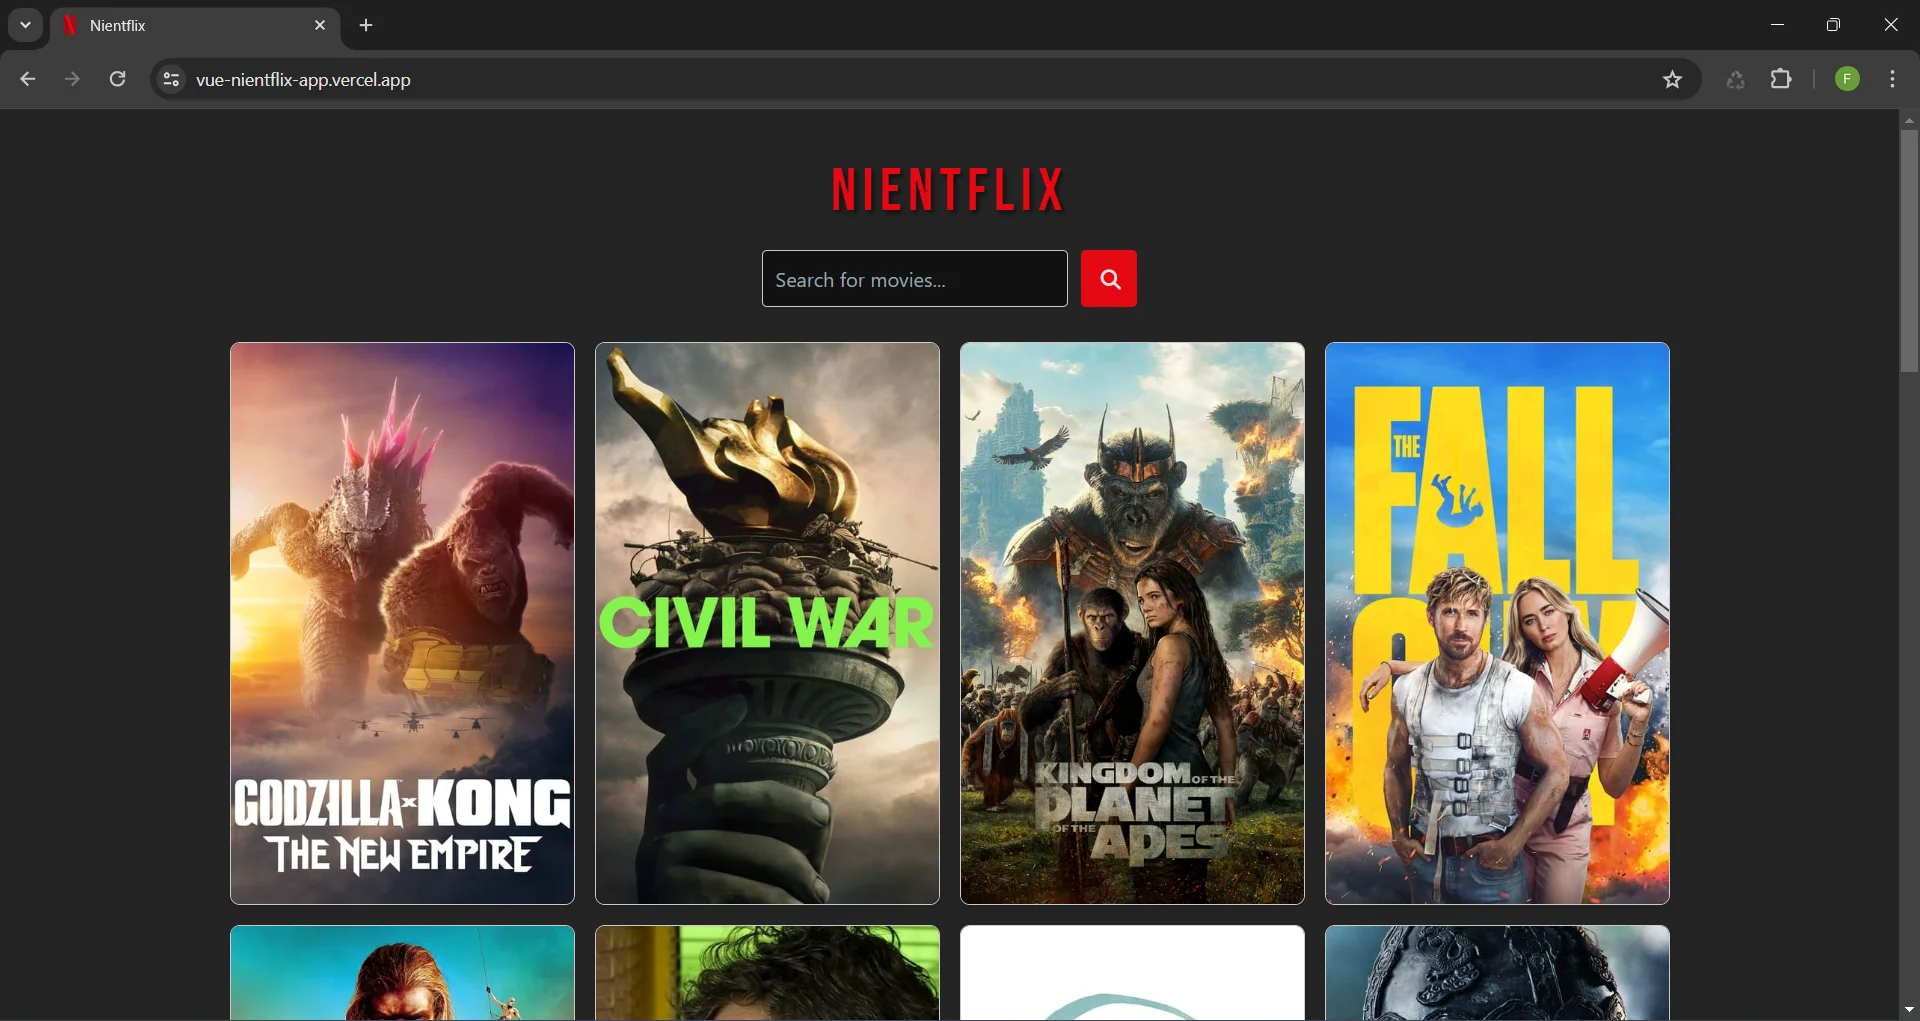 Nientflix
vue-nientflix-app.vercel.app
F
NIENTFLIX
Search for movies...
GODZILLA x KONG
THE NEW EMPIRE
CIVIL WAR
KINGDOM OF THE
PLANET
OF THE APES
THE
FALL
GUY